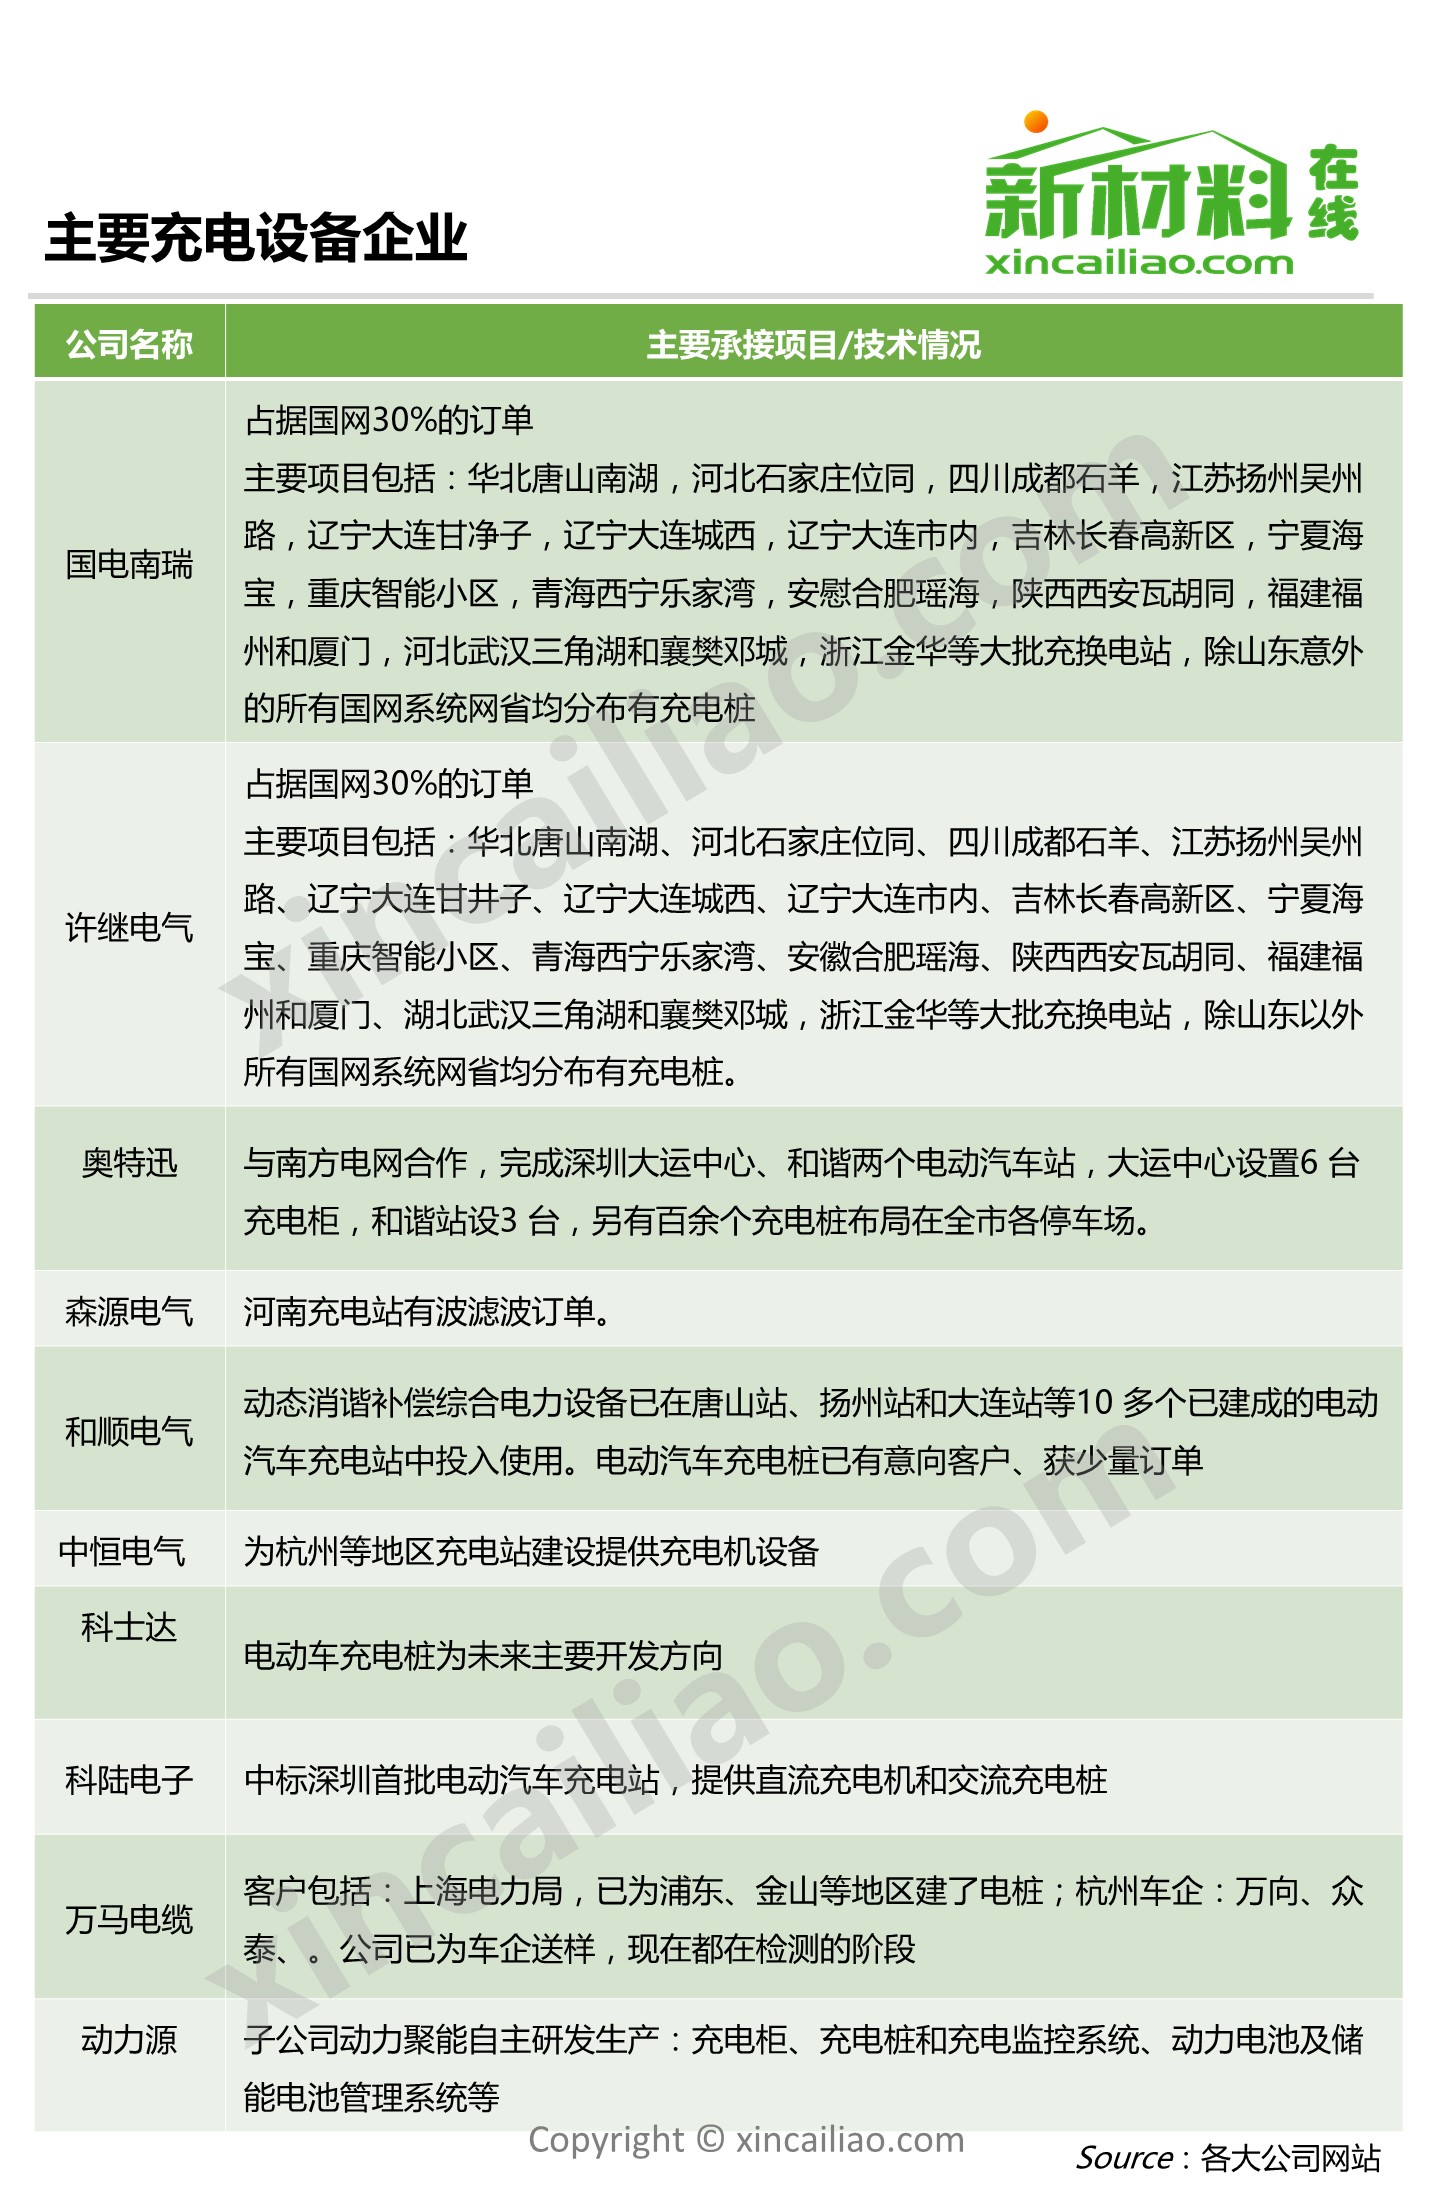 新材料在线
xincailiao.com
主要充电设备企业
公司名称
主要承接项目/技术情况
国电南瑞
占据国网30%的订单
主要项目包括：华北唐山南湖，河北石家庄位同，四川成都石羊，江苏扬州吴州
路，辽宁大连甘净子，辽宁大连城西，辽宁大连市内，吉林长春高新区，宁夏海
宝，重庆智能小区，青海西宁乐家湾，安慰合肥瑶海，陕西西安瓦胡同，福建福
州和厦门，河北武汉三角湖和襄樊邓城，浙江金华等大批充换电站，除山东意外
的所有国网系统网省均分布有充电桩
许继电气
占据国网30%的订单
主要项目包括：华北唐山南湖、河北石家庄位同、四川成都石羊、江苏扬州吴州
路、辽宁大连甘井子、辽宁大连城西、辽宁大连市内、吉林长春高新区、宁夏海
宝、重庆智能小区、青海西宁乐家湾、安徽合肥瑶海、陕西西安瓦胡同、福建福
州和厦门、湖北武汉三角湖和襄樊邓城，浙江金华等大批充换电站，除山东以外
所有国网系统网省均分布有充电桩。
奥特迅
与南方电网合作，完成深圳大运中心、和谐两个电动汽车站，大运中心设置6 台
充电柜，和谐站设3 台，另有百余个充电桩布局在全市各停车场。
森源电气
河南充电站有波滤波订单。
和顺电气
动态消谐补偿综合电力设备已在唐山站、扬州站和大连站等10 多个已建成的电动
汽车充电站中投入使用。电动汽车充电桩已有意向客户、获少量订单
中恒电气
为杭州等地区充电站建设提供充电机设备
科士达
电动车充电桩为未来主要开发方向
科陆电子
中标深圳首批电动汽车充电站，提供直流充电机和交流充电桩
万马电缆
客户包括：上海电力局，已为浦东、金山等地区建了电桩；杭州车企：万向、众
泰、。公司已为车企送样，现在都在检测的阶段
动力源
子公司动力聚能自主研发生产：充电柜、充电桩和充电监控系统、动力电池及储
能电池管理系统等
xincailiao.com
xincailiao.com
Copyright © xincailiao.com
Source：各大公司网站